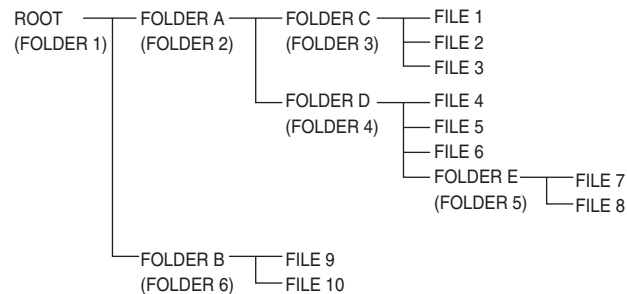 ROOT FOLDER A FOLDER C FILE 1
(FOLDER 1) (FOLDER 2) (FOLDER 3) FILE 2
FILE 3
FOLDER D FILE 4
(FOLDER 4) FILE 5
FILE 6
FOLDER E FILE 7
(FOLDER 5) FILE 8
FOLDER B FILE 9
(FOLDER 6) FILE 10